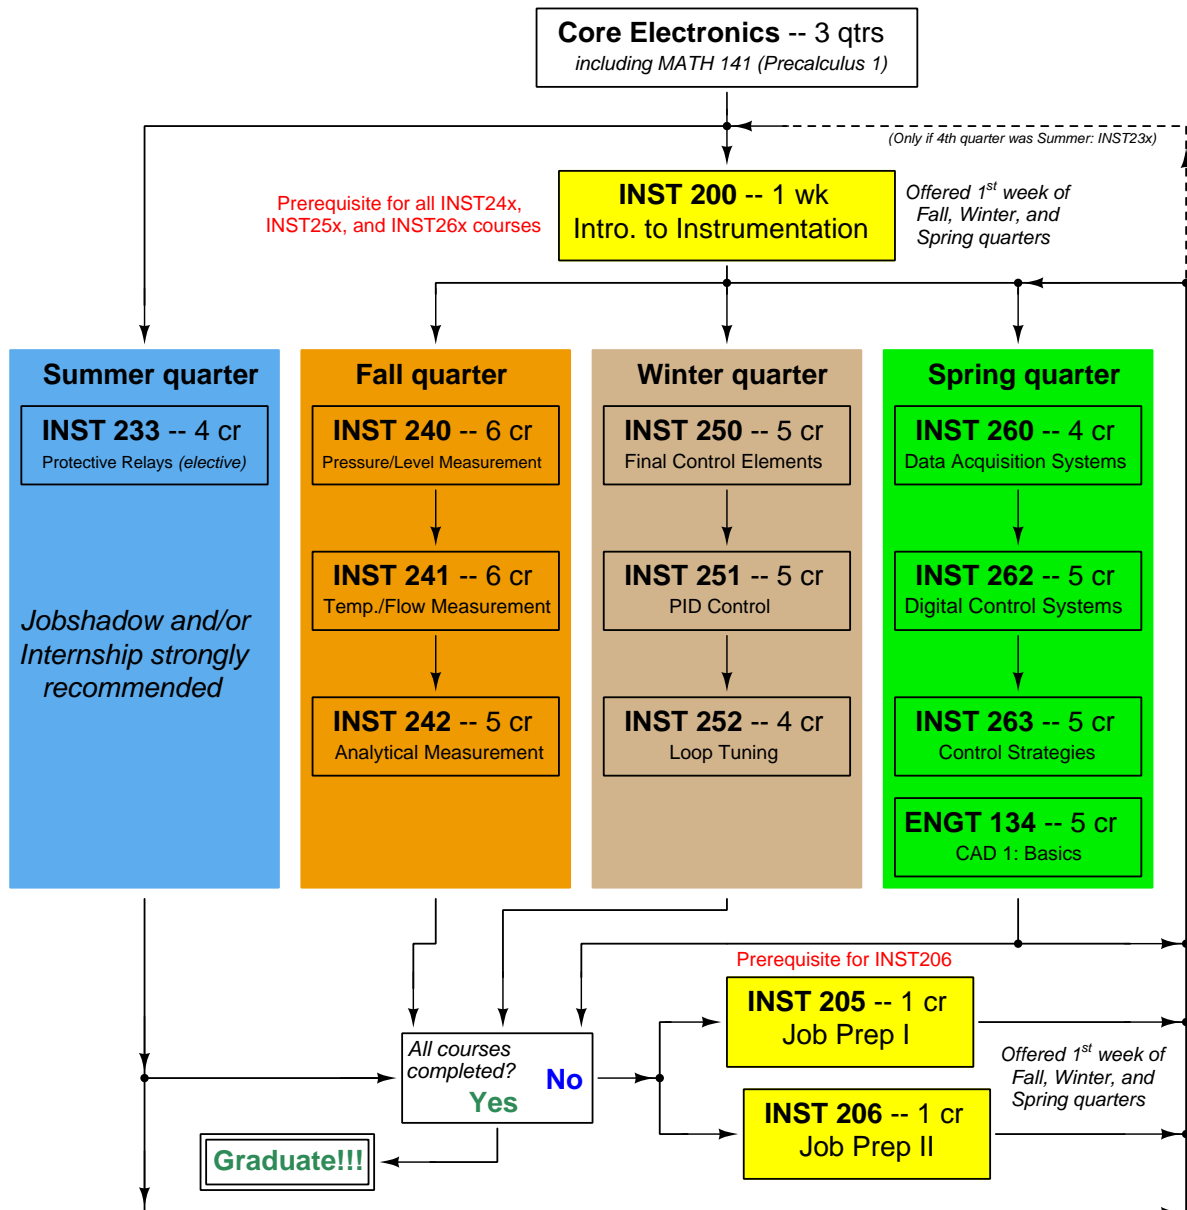 Core Electronics -- 3 qtrs
including MATH 141 (Precalculus 1)
(Only if 4th quarter was Summer: INST23x)
Prerequisite for all INST24x,
INST25x, and INST26x courses
INST 200 -- 1 wk
Intro. to Instrumentation
Offered 1st week of
Fall, Winter, and
Spring quarters
Summer quarter
INST 233 -- 4 cr
Protective Relays (elective)
Jobshadow and/or
Internship strongly
recommended
Fall quarter
INST 240 -- 6 cr
Pressure/Level Measurement
INST 241 -- 6 cr
Temp./Flow Measurement
INST 242 -- 5 cr
Analytical Measurement
Winter quarter
INST 250 -- 5 cr
Final Control Elements
INST 251 -- 5 cr
PID Control
INST 252 -- 4 cr
Loop Tuning
Spring quarter
INST 260 -- 4 cr
Data Acquisition Systems
INST 262 -- 5 cr
Digital Control Systems
INST 263 -- 5 cr
Control Strategies
ENGT 134 -- 5 cr
CAD 1: Basics
All courses
completed?
No
Yes
Graduate!!!
Prerequisite for INST206
INST 205 -- 1 cr
Job Prep I
INST 206 -- 1 cr
Job Prep II
Offered 1st week of
Fall, Winter, and
Spring quarters